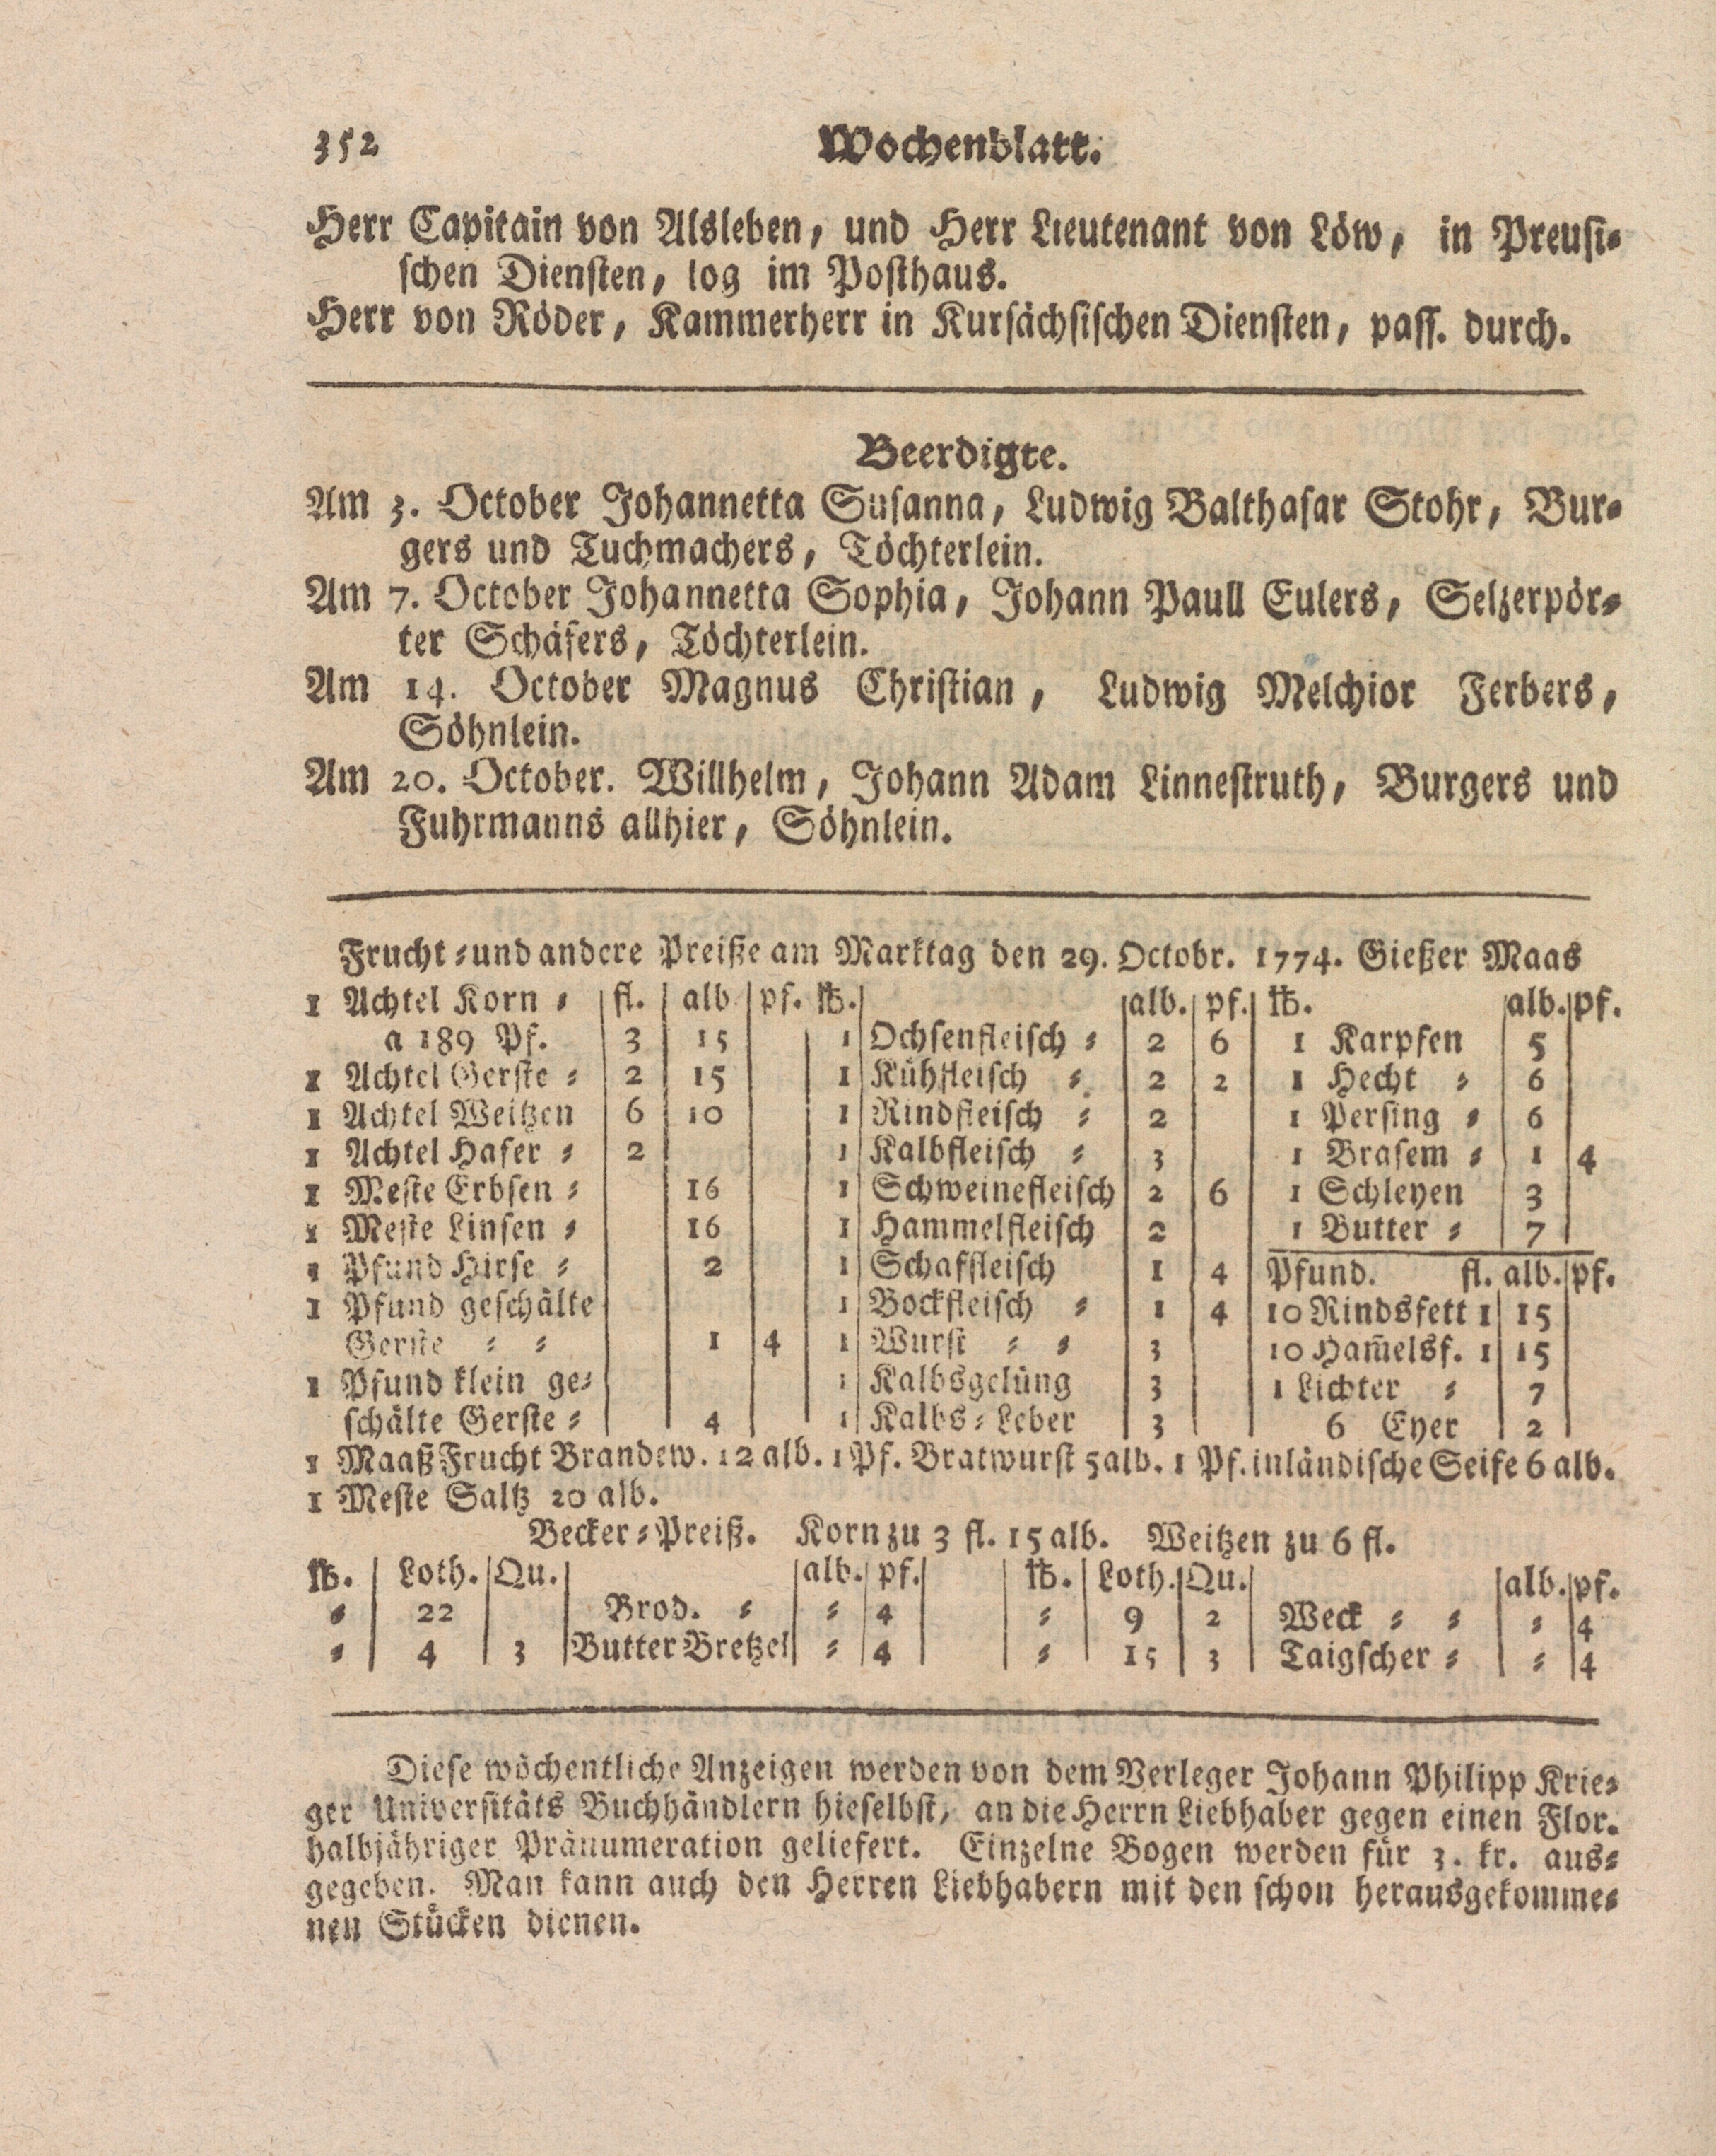 352 Wochenblatt.
Herr Capitain von Alsleben, und Herr Lieutenant von Löw, in Preusi⸗
schen Diensten, log im Posthaus.
Herr von Röder, Kammerherr in Kursächsischen Diensten, pass. durch.
Beerdigte.
Am 3. October Johannetta Susanna, Ludwig Balthasar Stohr, Bur⸗
gers und Tuchmachers, Töchterlein.
Am 7. October Johannetta Sophia, Johann Paull Eulers, Selzerpör⸗
ter Schäfers, Töchterlein.
Am 14. October Magnus Christian, Ludwig Melchior Ferbers,
Söhnlein.
Am 20. October. Willhelm, Johann Adam Linnestruth, Burgers und
Fuhrmanns allhier, Söhnlein.
Frucht⸗und andere Preiße am Marktag den 29. Octobr. 1774. Gießer Maas
1 Achtel Korn ⸗ | fl. | alb | pf. ℔. | | alb. | pf. | ℔. | alb. | pf.
a 189 Pf. | 3 | 15 | | 1 | Ochsenfleisch ⸗ | 2 | 6 | 1 Karpfen | 5 |
1 Achtel Gerste ⸗ | 2 | 15 | | 1 | Kühfleisch ⸗ | 2 | 2 | 1 Hecht ⸗ | 6 |
1 Achtel Weitzen | 6 | 10 | | 1 | Rindfleisch ⸗ | 2 | | 1 Persing ⸗ | 6 |
1 Achtel Hafer ⸗ | 2 | | | 1 | Kalbfleisch ⸗ | 3 | | 1 Brasem ⸗ | 1 | 4
1 Meste Erbsen ⸗ | | 16 | | 1 | Schweinefleisch | 2 | 6 | 1 Schleyen | 3 |
1 Meste Linsen ⸗ | | 16 | | 1 | Hammelfleisch | 2 | | 1 Butter ⸗ | 7 |
1 Pfund Hirse ⸗ | | 2 | | 1 | Schaffleisch | 1 | 4 | Pfund. fl. alb. | pf.
1 Pfund geschälte | | | | 1 | Bockfleisch ⸗ | 1 | 4 | 10 Rindsfett 1 | 15 |
Gerste ⸗ ⸗ | | 1 | 4 | 1 | Wurst ⸗ ⸗ | 3 | | 10 Ham̄elsf. 1 | 15 |
1 Pfund klein ge⸗ | | | | 1 | Kalbsgelüng | 3 | | 1 Lichter ⸗ | 7 |
schälte Gerste ⸗ | | 4 | | 1 | Kalbs⸗Leber | 3 | | 6 Eyer | 2 |
1 Maaß Frucht Brandew. 12 alb. 1 Pf. Bratwurst 5 alb. 1 Pf. inländische Seife 6 alb.
1 Meste Saltz 20 alb.
Becker⸗Preiß. Korn zu 3 fl. 15 alb. Weitzen zu 6 fl.
℔. | Loth. | Qu. | | alb. | pf. | | ℔. | Loth. | Qu. | | alb. | pf.
⸗ | 22 | | Brod. ⸗ | ⸗ | 4 | | ⸗ | 9 | 2 | Weck ⸗ ⸗ | ⸗ | 4
⸗ | 4 | 3 | Butter Bretzel | ⸗ | 4 | | ⸗ | 15 | 3 | Taigscher ⸗ | ⸗ | 4
Diese wöchentliche Anzeigen werden von dem Verleger Johann Philipp Krie⸗
ger Universitäts Buchhändlern hieselbst, an die Herrn Liebhaber gegen einen Flor.
halbjähriger Pränumeration geliefert. Einzelne Bogen werden für 3. kr. aus⸗
gegeben. Man kann auch den Herren Liebhabern mit den schon herausgekomme⸗
nen Stücken dienen.